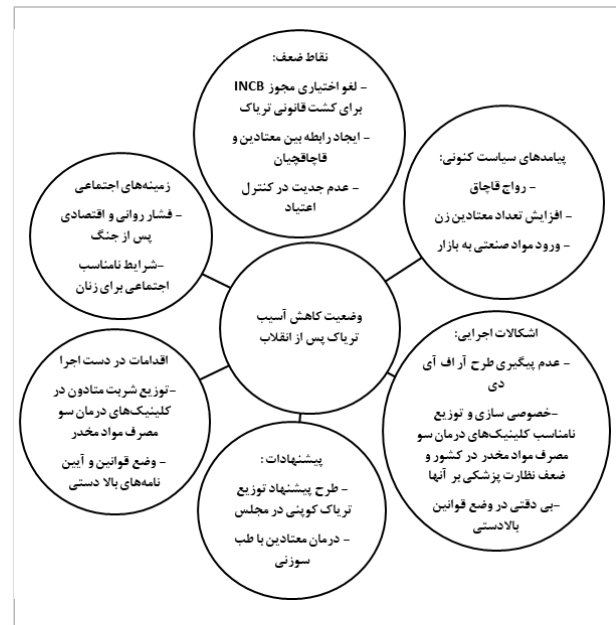 نقاط ضعف:
- لغو اختیاری مجوز INCB
برای کشت قانونی تریاک
- ایجاد رابطه بین معتادین و
قاچاقچیان
- عدم جدیت در کنترل
اعتیاد
پیامدهای سیاست کنونی:
- رواج قاچاق
- افزایش تعداد معتادین زن
- ورود مواد صنعتی به بازار
زمینه‌های اجتماعی
- فشار روانی و اقتصادی
پس از جنگ
-شرایط نامناسب
اجتماعی برای زنان
وضعیت کاهش آسیب
تریاک پس از انقلاب
اشکالات اجرایی:
- عدم پیگیری طرح آر اف آی
دی
-خصوصی سازی و توزیع
نامناسب کلینیک‌های درمان سو
مصرف مواد مخدر در کشور و
ضعف نظارت پزشکی بر آنها
-بی دقتی در وضع قوانین
بالادستی
اقدامات در دست اجرا
-توزیع شربت متادون در
کلینیک‌های درمان سو
مصرف مواد مخدر
- وضع قوانین و آیین
نامه‌های بالا دستی
پیشنهادات:
- طرح پیشنهاد توزیع
تریاک کوپنی در مجلس
- درمان معتادین با طب
سوزنی